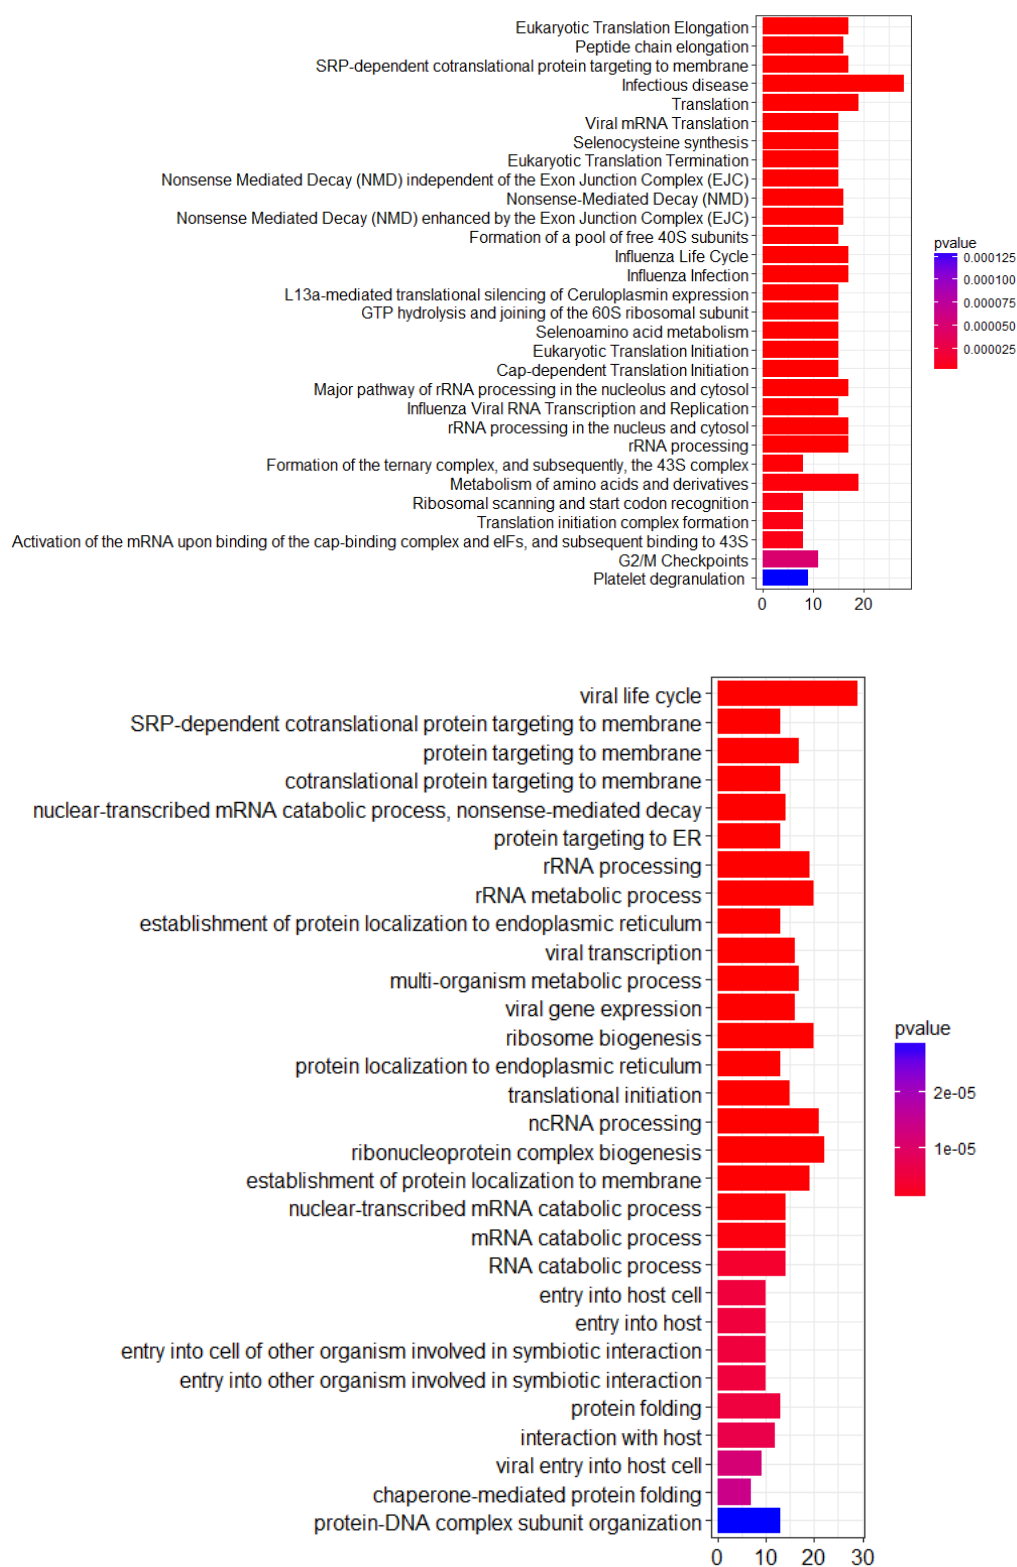 Eukaryotic Translation Elongation
Peptide chain elongation
SRP-dependent cotranslational protein targeting to membrane
Infectious disease
Translation
Viral mRNA Translation
Selenocysteine synthesis
Eukaryotic Translation Termination
Nonsense Mediated Decay (NMD) independent of the Exon Junction Complex (EJC)
Nonsense-Mediated Decay (NMD)
Nonsense Mediated Decay (NMD) enhanced by the Exon Junction Complex (EJC)
Formation of a pool of free 40S subunits
Influenza Life Cycle
Influenza Infection
L13a-mediated translational silencing of Ceruloplasmin expression
GTP hydrolysis and joining of the 60S ribosomal subunit
Selenoamino acid metabolism
Eukaryotic Translation Initiation
Cap-dependent Translation Initiation
Major pathway of rRNA processing in the nucleolus and cytosol
Influenza Viral RNA Transcription and Replication
rRNA processing in the nucleus and cytosol
rRNA processing
Formation of the ternary complex, and subsequently, the 43S complex
Metabolism of amino acids and derivatives
Ribosomal scanning and start codon recognition
Translation initiation complex formation
Activation of the mRNA upon binding of the cap-binding complex and eIFs, and subsequent binding to 43S
G2/M Checkpoints
Platelet degranulation
0 10 20
pvalue
0.000125
0.000100
0.000075
0.000050
0.000025
viral life cycle
SRP-dependent cotranslational protein targeting to membrane
protein targeting to membrane
cotranslational protein targeting to membrane
nuclear-transcribed mRNA catabolic process, nonsense-mediated decay
protein targeting to ER
rRNA processing
rRNA metabolic process
establishment of protein localization to endoplasmic reticulum
viral transcription
multi-organism metabolic process
viral gene expression
ribosome biogenesis
protein localization to endoplasmic reticulum
translational initiation
ncRNA processing
ribonucleoprotein complex biogenesis
establishment of protein localization to membrane
nuclear-transcribed mRNA catabolic process
mRNA catabolic process
RNA catabolic process
entry into host cell
entry into host
entry into cell of other organism involved in symbiotic interaction
entry into other organism involved in symbiotic interaction
protein folding
interaction with host
viral entry into host cell
chaperone-mediated protein folding
protein-DNA complex subunit organization
0 10 20 30
pvalue
2e-05
1e-05